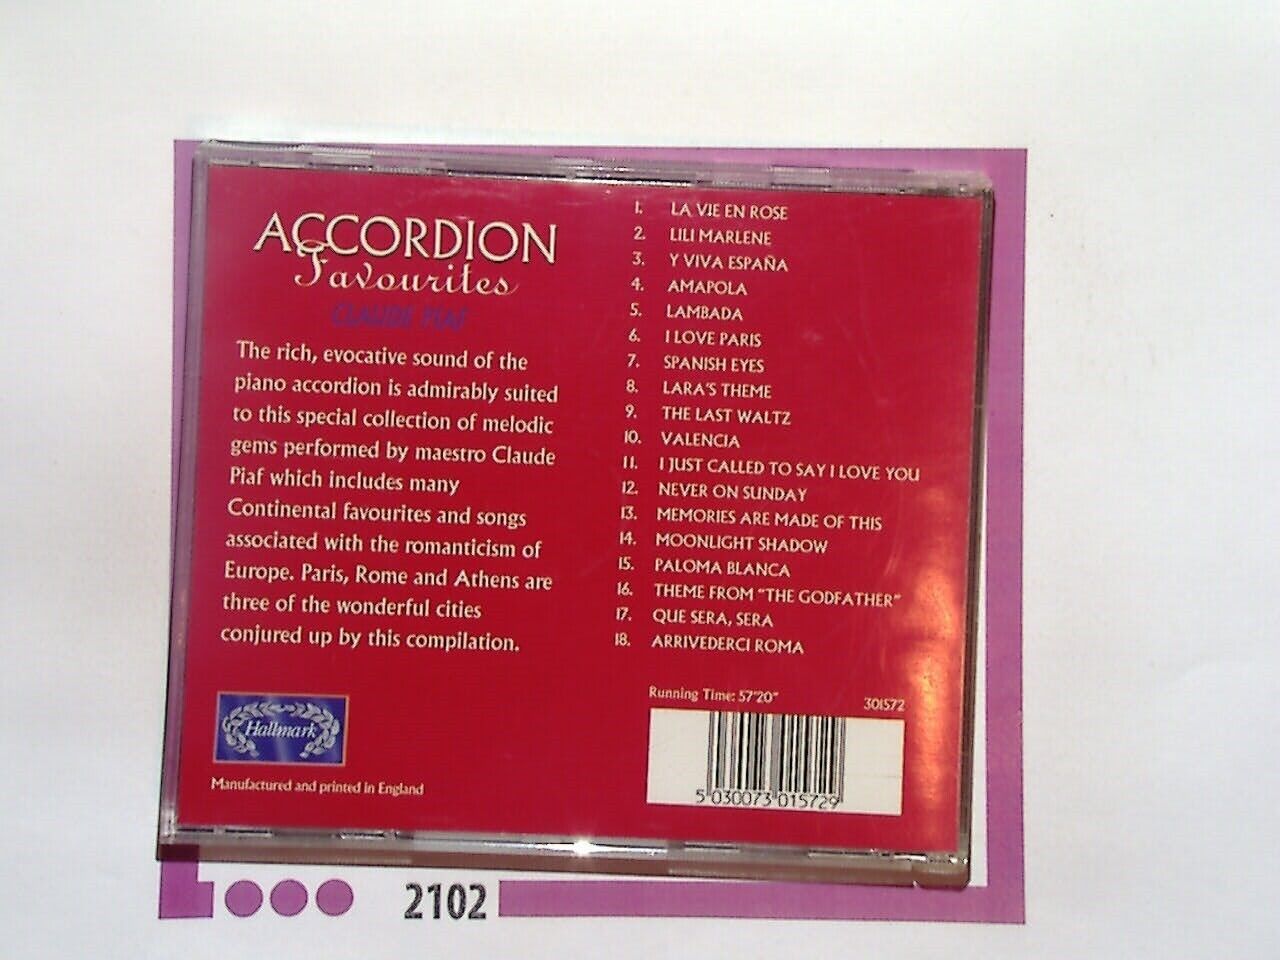 ACCORDION
Favourites
CLAUDE PIAF
The rich, evocative sound of the
piano accordion is admirably suited
to this special collection of melodic
gems performed by maestro Claude
Piaf which includes many
Continental favourites and songs
associated with the romanticism of
Europe. Paris, Rome and Athens are
three of the wonderful cities
conjured up by this compilation.
Hallmark
Manufactured and printed in England
1. LA VIE EN ROSE
2. LILI MARLENE
3. Y VIVA ESPAÑA
4. AMAPOLA
5. LAMBADA
6. I LOVE PARIS
7. SPANISH EYES
8. LARA'S THEME
9. THE LAST WALTZ
10. VALENCIA
11. I JUST CALLED TO SAY I LOVE YOU
12. NEVER ON SUNDAY
13. MEMORIES ARE MADE OF THIS
14. MOONLIGHT SHADOW
15. PALOMA BLANCA
16. THEME FROM "THE GODFATHER"
17. QUE SERA, SERA
18. ARRIVEDERCI ROMA
Running Time: 57'20" 301572
5 030073 015729
2102